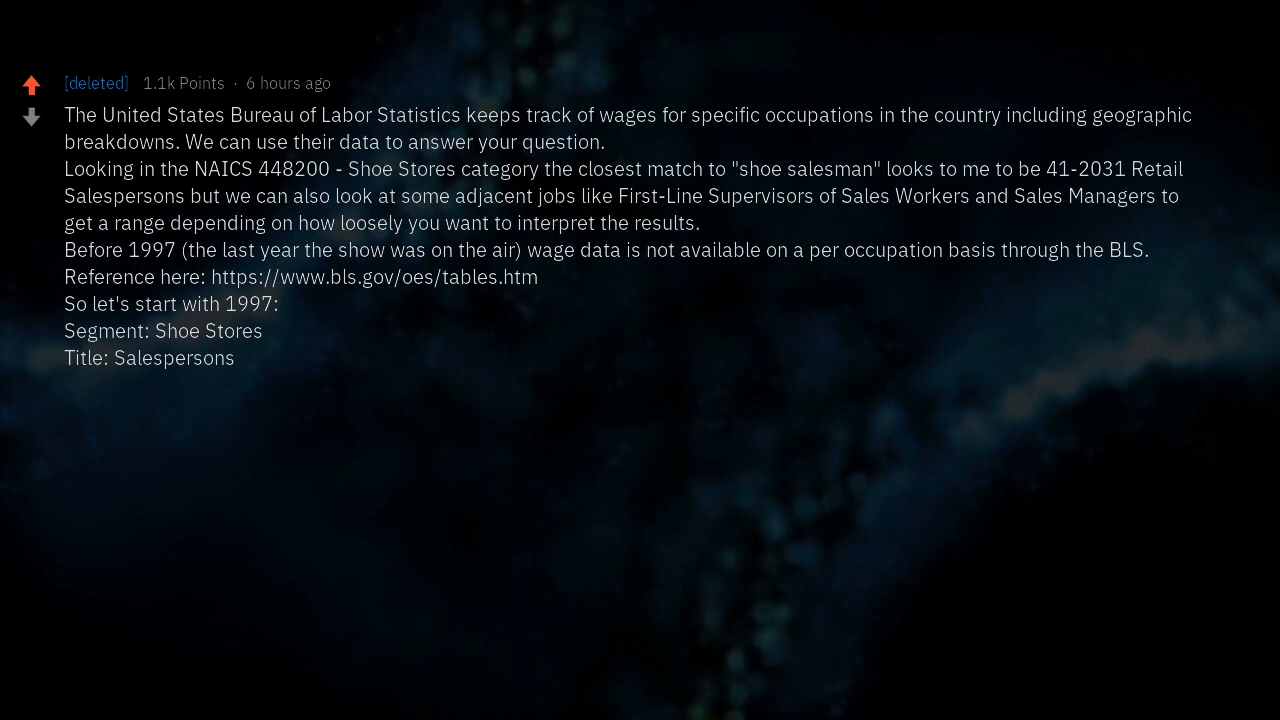 [deleted] 1.1k Points · 6 hours ago
The United States Bureau of Labor Statistics keeps track of wages for specific occupations in the country including geographic
breakdowns. We can use their data to answer your question.
Looking in the NAICS 448200 - Shoe Stores category the closest match to "shoe salesman" looks to me to be 41-2031 Retail
Salespersons but we can also look at some adjacent jobs like First-Line Supervisors of Sales Workers and Sales Managers to
get a range depending on how loosely you want to interpret the results.
Before 1997 (the last year the show was on the air) wage data is not available on a per occupation basis through the BLS.
Reference here: https://www.bls.gov/oes/tables.htm
So let's start with 1997:
Segment: Shoe Stores
Title: Salespersons